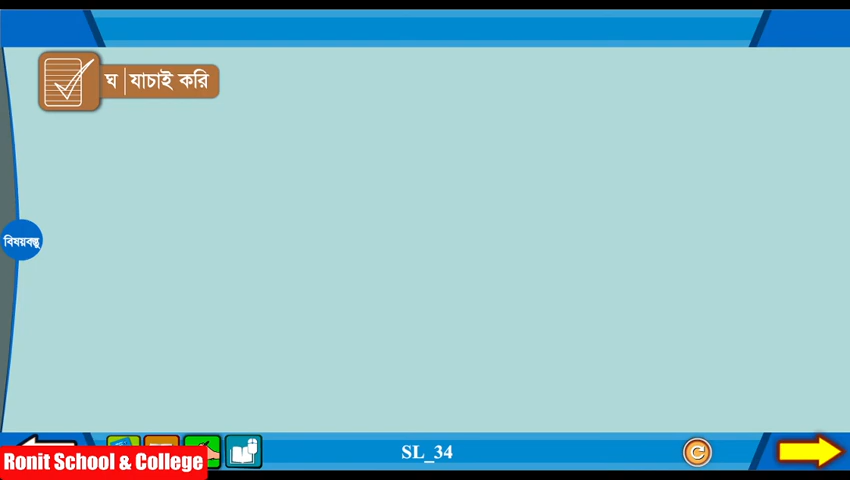 ঘ | যাচাই করি
বিষয়বস্তু
SL_34
Ronit School & College